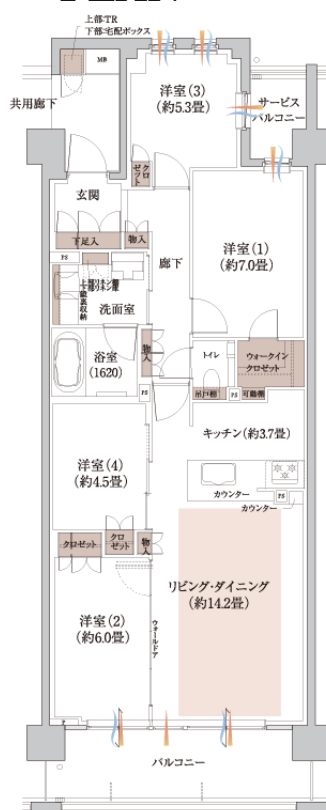 上部:TR
下部:宅配ボックス
MB
共用廊下
洋室(3)
(約5.3畳)
サービス
バルコニー
クロ
ゼット
玄関
下足入
物入
廊下
洋室(1)
(約7.0畳)
PS
洗面室
浴室
(1620)
物入
トイレ
ウォークイン
クロゼット
PS
吊戸棚
PS
可動棚
キッチン(約3.7畳)
洋室(4)
(約4.5畳)
カウンター
PS
カウンター
クロゼット
クロ
ゼット
物入
リビング・ダイニング
(約14.2畳)
洋室(2)
(約6.0畳)
ウォールドア
バルコニー